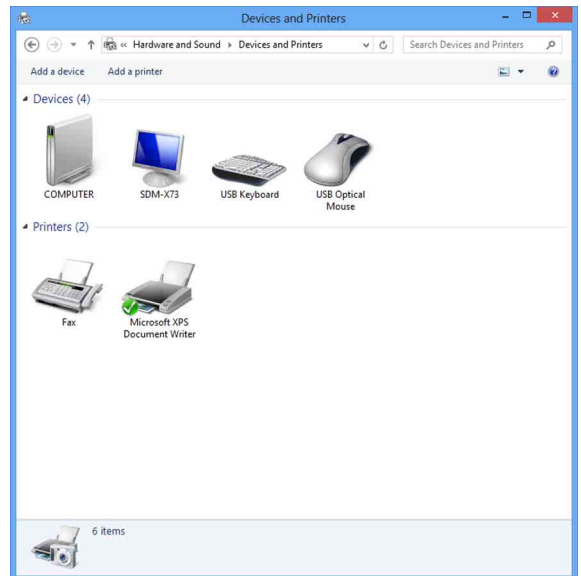 Devices and Printers
« Hardware and Sound Devices and Printers
Search Devices and Printers
Add a device Add a printer
Devices (4)
COMPUTER
SDM-X73
USB Keyboard
USB Optical
Mouse
Printers (2)
Fax
Microsoft XPS
Document Writer
6 items